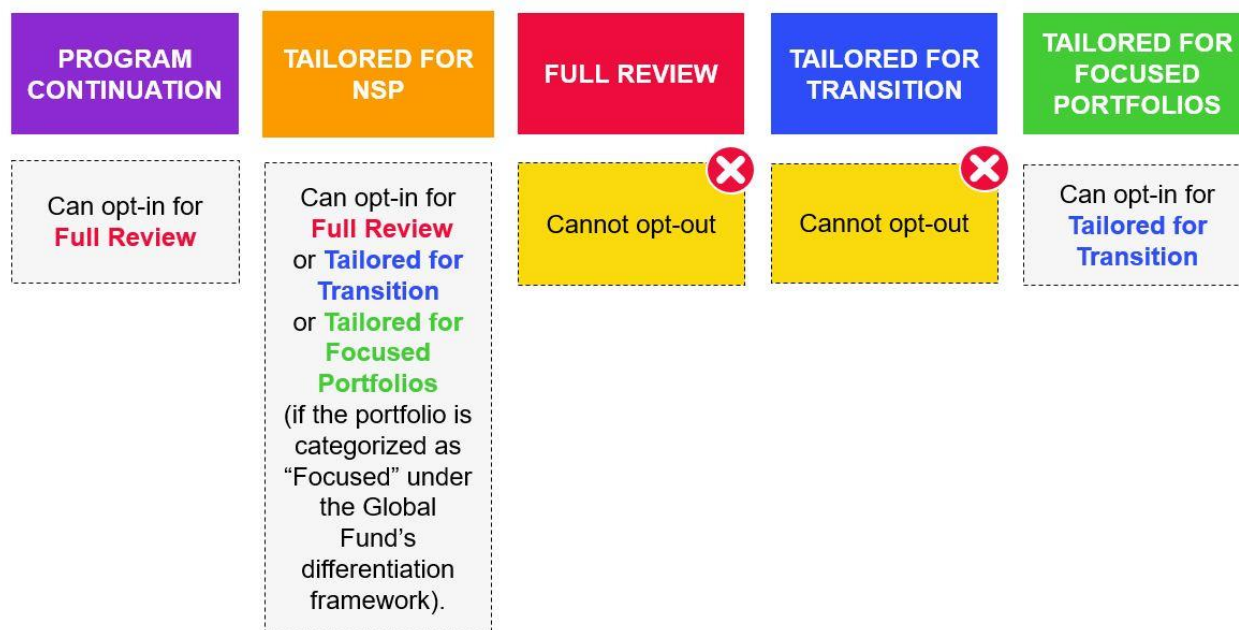 PROGRAM
CONTINUATION
TAILORED FOR
NSP
FULL REVIEW
TAILORED FOR
TRANSITION
TAILORED FOR
FOCUSED
PORTFOLIOS
Can opt-in for
Full Review
Can opt-in for
Full Review
or Tailored for
Transition
or Tailored for
Focused
Portfolios
(if the portfolio is
categorized as
“Focused” under
the Global
Fund’s
differentiation
framework).
Cannot opt-out
Cannot opt-out
Can opt-in for
Tailored for
Transition